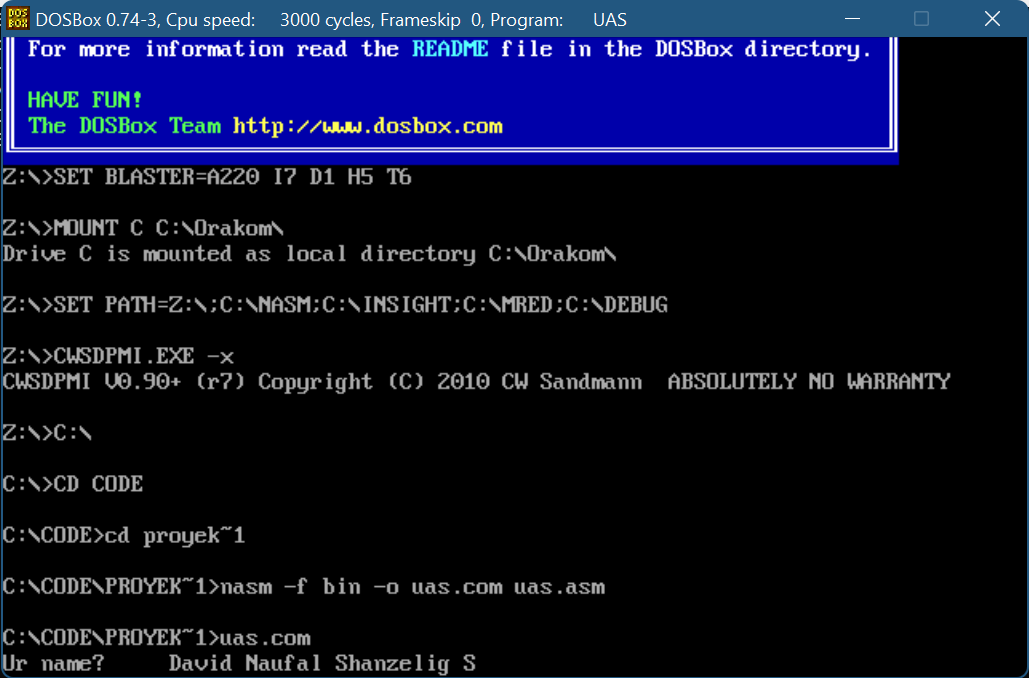 DOS
BOX
DOSBox 0.74-3, Cpu speed: 3000 cycles, Frameskip 0, Program: UAS
For more information read the README file in the DOSBox directory.
HAVE FUN!
The DOSBox Team http://www.dosbox.com
Z:\>SET BLASTER=A220 I7 D1 H5 T6
Z:\>MOUNT C C:\Orakom\
Drive C is mounted as local directory C:\Orakom\
Z:\>SET PATH=Z:\;C:\NASM;C:\INSIGHT;C:\MRED;C:\DEBUG
Z:\>CWSDPMI.EXE -x
CWSDPMI V0.90+ (r7) Copyright (C) 2010 CW Sandmann  ABSOLUTELY NO WARRANTY
Z:\>C:\
C:\>CD CODE
C:\CODE>cd proyek~1
C:\CODE\PROYEK~1>nasm -f bin -o uas.com uas.asm
C:\CODE\PROYEK~1>uas.com
Ur name?     David Naufal Shanzelig S